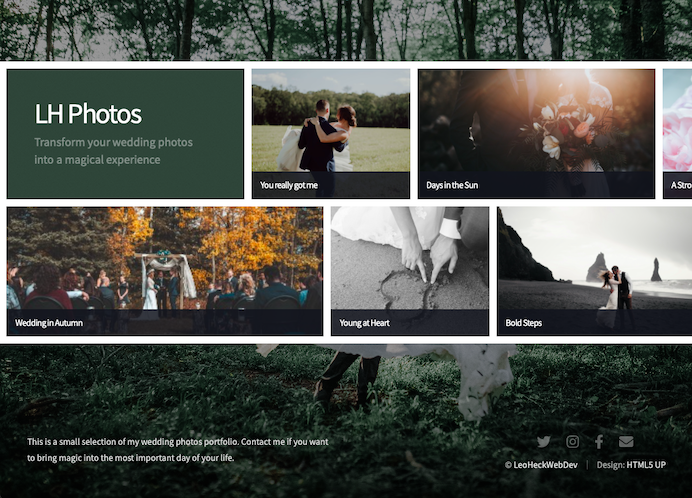 LH Photos
Transform your wedding photos
into a magical experience
You really got me
Days in the Sun
A Stro
Wedding in Autumn
Young at Heart
Bold Steps
This is a small selection of my wedding photos portfolio. Contact me if you want
to bring magic into the most important day of your life.
© LeoHeckWebDev | Design: HTML5 UP